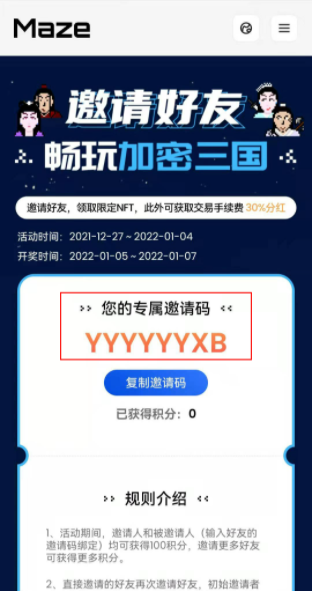 Maze
邀请好友
畅玩加密三国
邀请好友，领取限定NFT，此外可获取交易手续费 30%分红
活动时间：2021-12-27 ~ 2022-01-04
开奖时间：2022-01-05 ~ 2022-01-07
您的专属邀请码
YYYYYYXB
复制邀请码
已获得积分：0
规则介绍
1、活动期间，邀请人和被邀请人（输入好友的
邀请码绑定）均可获得100积分，邀请更多好友
可获得更多积分。
2、直接邀请的好友再次邀请好友，初始邀请者